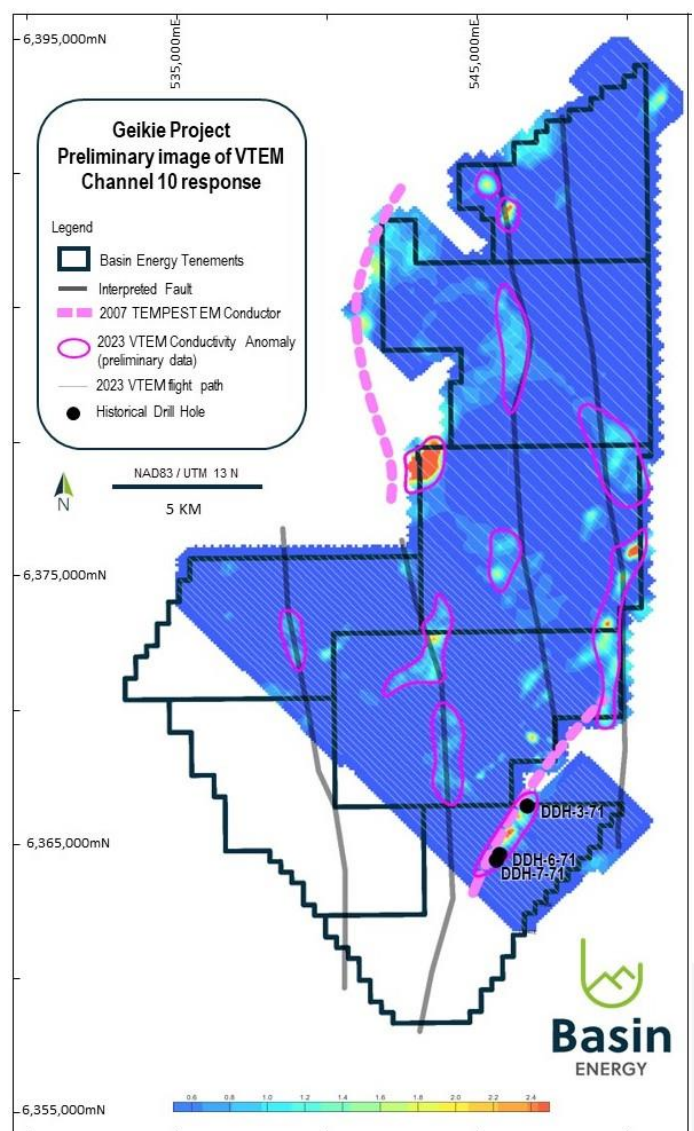 6,395,000mN
535,000mE
545,000mE
Geikie Project
Preliminary image of VTEM
Channel 10 response
Legend
Basin Energy Tenements
Interpreted Fault
2007 TEMPEST EM Conductor
2023 VTEM Conductivity Anomaly
(preliminary data)
2023 VTEM flight path
Historical Drill Hole
NAD83 / UTM 13 N
N
5 KM
6,375,000mN
DDH-3-71
6,365,000mN
DDH-6-71
DDH-7-71
Basin
ENERGY
0.6 0.8 1.0 1.2 1.4 1.6 1.8 2.0 2.2 2.4
6,355,000mN